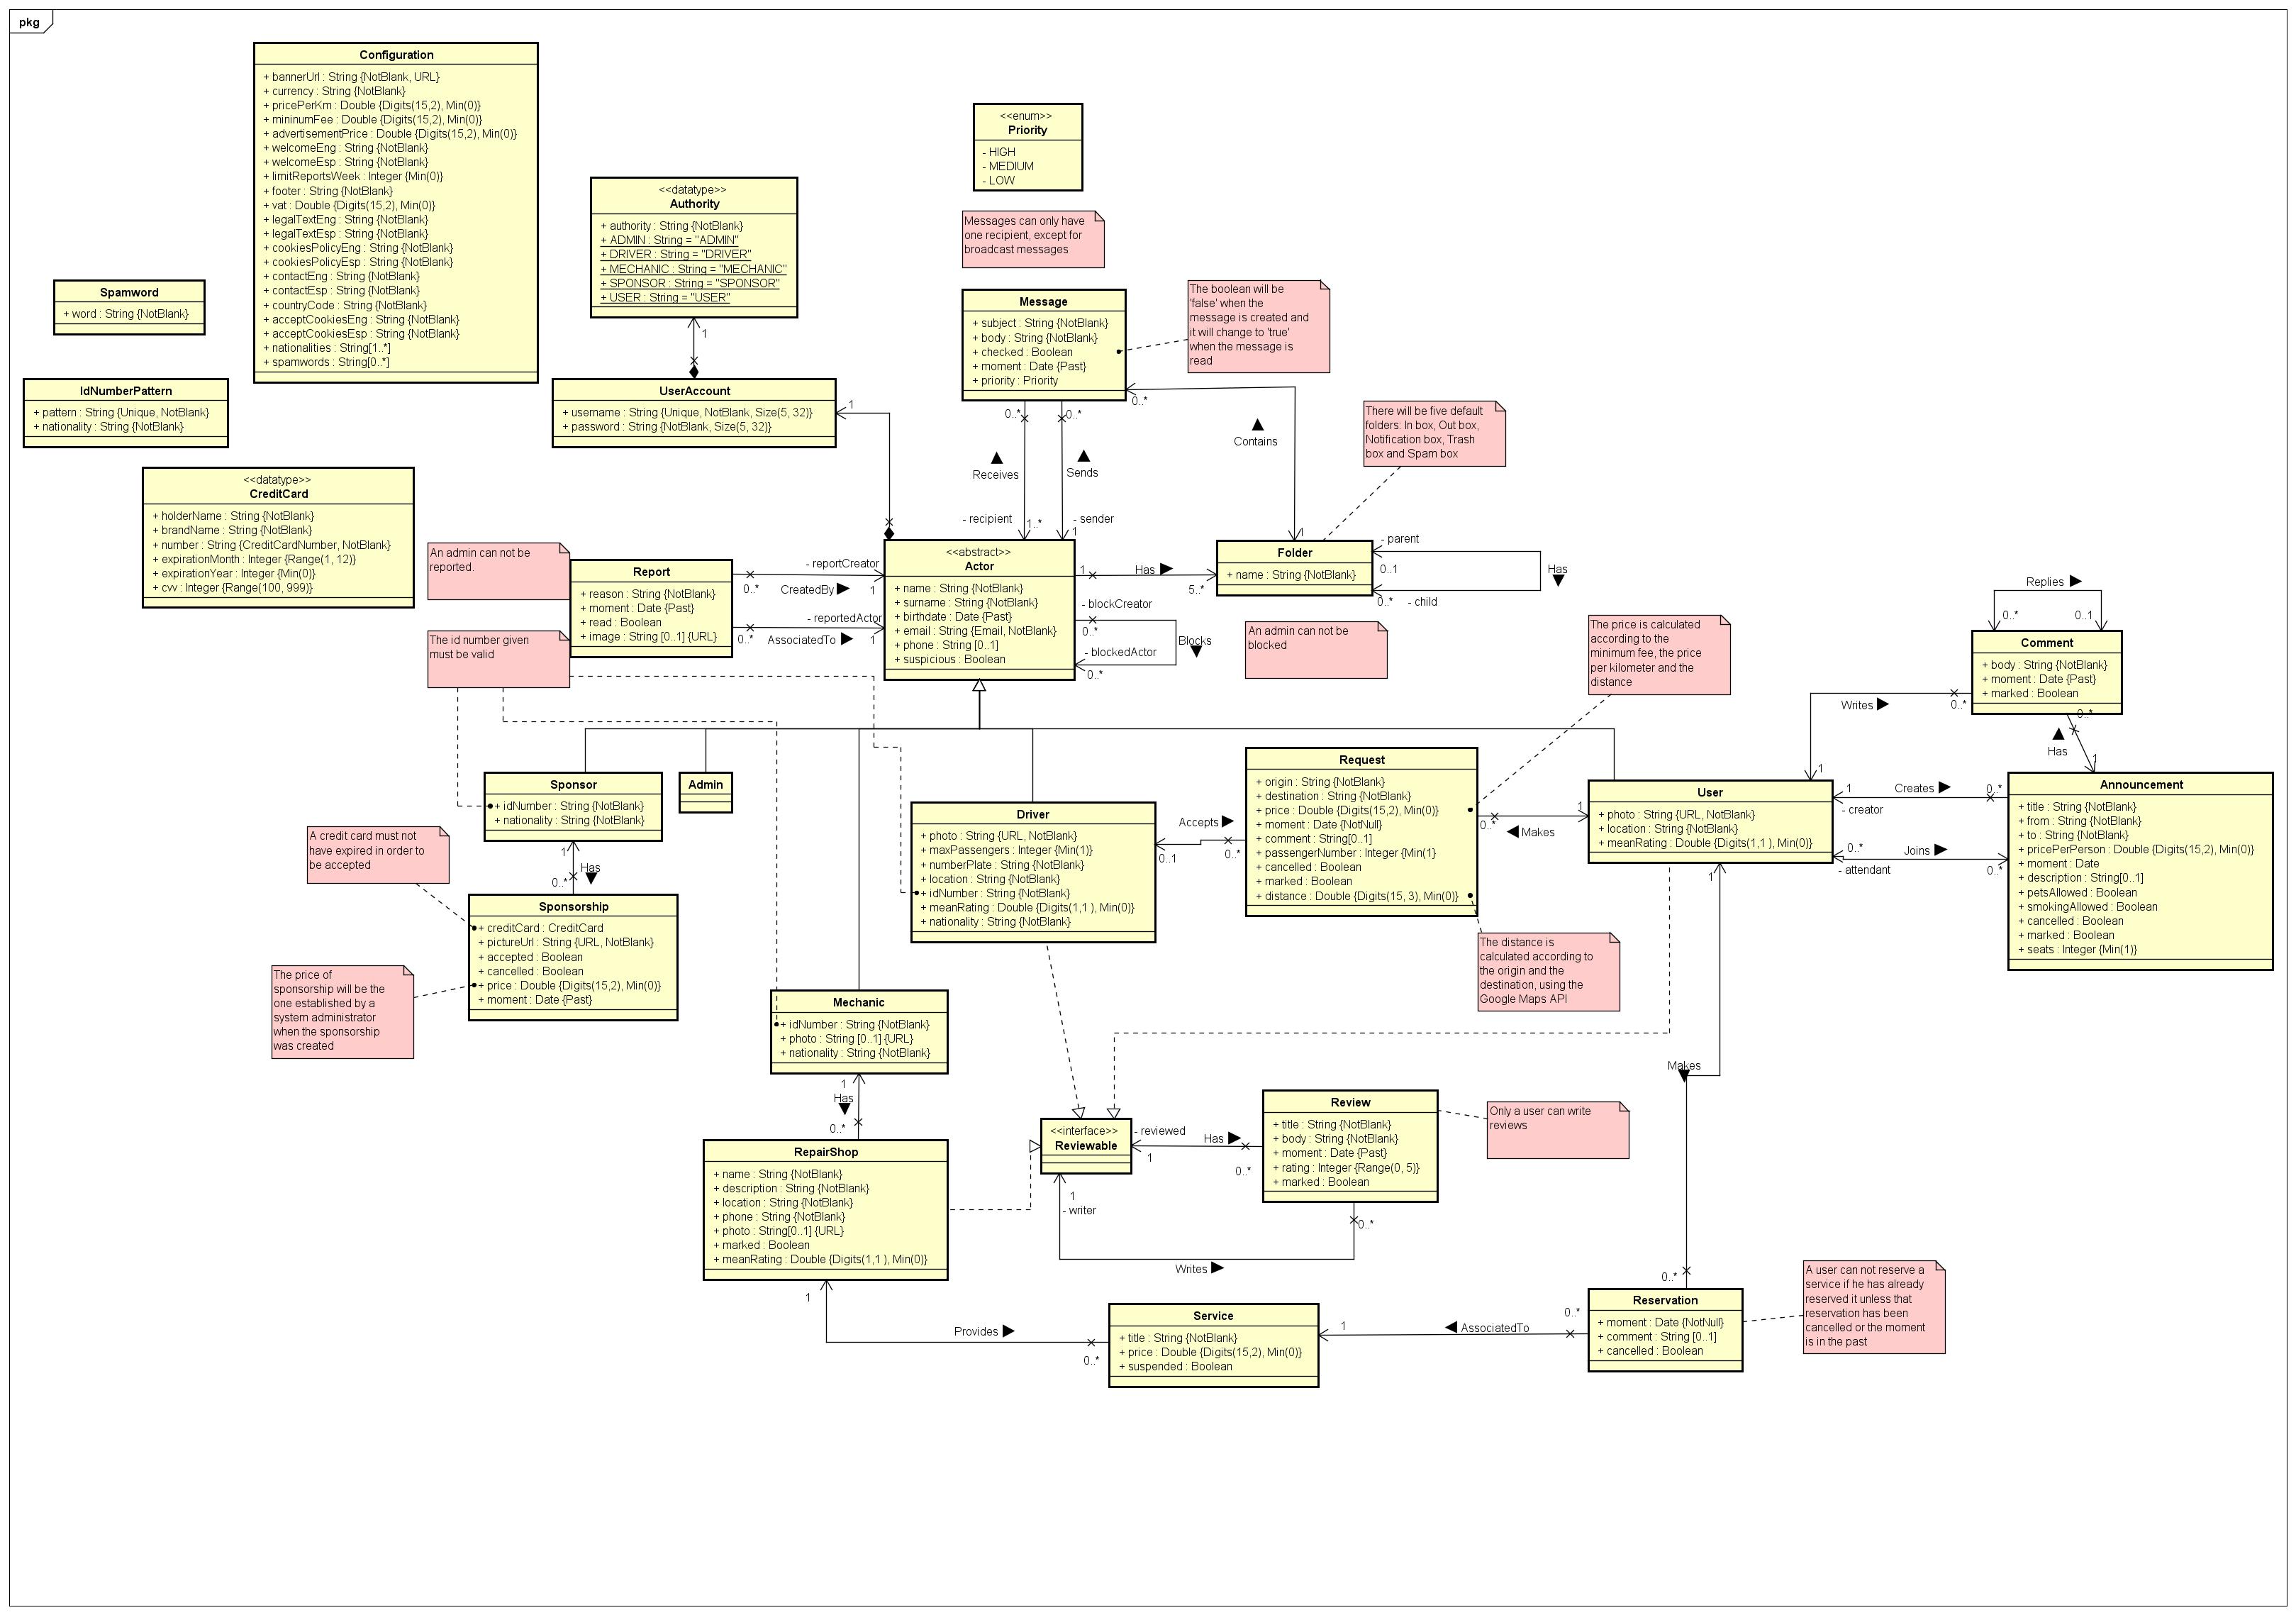 pkg
Configuration
+ bannerUrl : String {NotBlank, URL}
+ currency : String {NotBlank}
+ pricePerKm : Double {Digits(15,2), Min(0)}
+ mininumFee : Double {Digits(15,2), Min(0)}
+ advertisementPrice : Double {Digits(15,2), Min(0)}
+ welcomeEng : String {NotBlank}
+ welcomeEsp : String {NotBlank}
+ limitReportsWeek : Integer {Min(0)}
+ footer : String {NotBlank}
+ vat : Double {Digits(15,2), Min(0)}
+ legalTextEng : String {NotBlank}
+ legalTextEsp : String {NotBlank}
+ cookiesPolicyEng : String {NotBlank}
+ cookiesPolicyEsp : String {NotBlank}
+ contactEng : String {NotBlank}
+ contactEsp : String {NotBlank}
+ countryCode : String {NotBlank}
+ acceptCookiesEng : String {NotBlank}
+ acceptCookiesEsp : String {NotBlank}
+ nationalities : String[1..*]
+ spamwords : String[0..*]
Spamword
+ word : String {NotBlank}
IdNumberPattern
+ pattern : String {Unique, NotBlank}
+ nationality : String {NotBlank}
<<datatype>>
CreditCard
+ holderName : String {NotBlank}
+ brandName : String {NotBlank}
+ number : String {CreditCardNumber, NotBlank}
+ expirationMonth : Integer {Range(1, 12)}
+ expirationYear : Integer {Min(0)}
+ cvv : Integer {Range(100, 999)}
<<datatype>>
Authority
+ authority : String {NotBlank}
+ ADMIN : String = "ADMIN"
+ DRIVER : String = "DRIVER"
+ MECHANIC : String = "MECHANIC"
+ SPONSOR : String = "SPONSOR"
+ USER : String = "USER"
1
UserAccount
+ username : String {Unique, NotBlank, Size(5, 32)}
+ password : String {NotBlank, Size(5, 32)}
1
<<enum>>
Priority
- HIGH
- MEDIUM
- LOW
Messages can only have
one recipient, except for
broadcast messages
Message
+ subject : String {NotBlank}
+ body : String {NotBlank}
+ checked : Boolean
+ moment : Date {Past}
+ priority : Priority
The boolean will be
'false' when the
message is created and
it will change to 'true'
when the message is
read
0..*
0..*
0..*
Receives
Sends
Contains
- recipient
1..*
- sender
1
1
There will be five default
folders: In box, Out box,
Notification box, Trash
box and Spam box
An admin can not be
reported.
The id number given
must be valid
Report
+ reason : String {NotBlank}
+ moment : Date {Past}
+ read : Boolean
+ image : String [0..1] {URL}
- reportCreator
0..*
CreatedBy
1
- reportedActor
0..*
AssociatedTo
1
<<abstract>>
Actor
+ name : String {NotBlank}
+ surname : String {NotBlank}
+ birthdate : Date {Past}
+ email : String {Email, NotBlank}
+ phone : String [0..1]
+ suspicious : Boolean
1
Has
5..*
- blockCreator
0..*
Blocks
- blockedActor
0..*
Folder
+ name : String {NotBlank}
- parent
0..1
Has
0..*
- child
An admin can not be
blocked
The price is calculated
according to the
minimum fee, the price
per kilometer and the
distance
Replies
0..*
0..1
Comment
+ body : String {NotBlank}
+ moment : Date {Past}
+ marked : Boolean
Writes
0..*
1
0..*
Has
1
Sponsor
+ idNumber : String {NotBlank}
+ nationality : String {NotBlank}
Admin
Driver
+ photo : String {URL, NotBlank}
+ maxPassengers : Integer {Min(1)}
+ numberPlate : String {NotBlank}
+ location : String {NotBlank}
+ idNumber : String {NotBlank}
+ meanRating : Double {Digits(1,1 ), Min(0)}
+ nationality : String {NotBlank}
Accepts
0..1
0..*
Request
+ origin : String {NotBlank}
+ destination : String {NotBlank}
+ price : Double {Digits(15,2), Min(0)}
+ moment : Date {NotNull}
+ comment : String[0..1]
+ passengerNumber : Integer {Min(1}
+ cancelled : Boolean
+ marked : Boolean
+ distance : Double {Digits(15, 3), Min(0)}
0..*
Makes
1
User
+ photo : String {URL, NotBlank}
+ location : String {NotBlank}
+ meanRating : Double {Digits(1,1 ), Min(0)}
1
Creates
0..*
- creator
0..*
Joins
- attendant
0..*
Announcement
+ title : String {NotBlank}
+ from : String {NotBlank}
+ to : String {NotBlank}
+ pricePerPerson : Double {Digits(15,2), Min(0)}
+ moment : Date
+ description : String[0..1]
+ petsAllowed : Boolean
+ smokingAllowed : Boolean
+ cancelled : Boolean
+ marked : Boolean
+ seats : Integer {Min(1)}
A credit card must not
have expired in order to
be accepted
1
Has
0..*
Sponsorship
+ creditCard : CreditCard
+ pictureUrl : String {URL, NotBlank}
+ accepted : Boolean
+ cancelled : Boolean
+ price : Double {Digits(15,2), Min(0)}
+ moment : Date {Past}
The price of
sponsorship will be the
one established by a
system administrator
when the sponsorship
was created
The distance is
calculated according to
the origin and the
destination, using the
Google Maps API
Mechanic
+ idNumber : String {NotBlank}
+ photo : String [0..1] {URL}
+ nationality : String {NotBlank}
1
Has
0..*
1
Makes
0..*
<<interface>>
Reviewable
- reviewed
1
Has
0..*
1
- writer
Writes
0..*
Review
+ title : String {NotBlank}
+ body : String {NotBlank}
+ moment : Date {Past}
+ rating : Integer {Range(0, 5)}
+ marked : Boolean
Only a user can write
reviews
RepairShop
+ name : String {NotBlank}
+ description : String {NotBlank}
+ location : String {NotBlank}
+ phone : String {NotBlank}
+ photo : String[0..1] {URL}
+ marked : Boolean
+ meanRating : Double {Digits(1,1 ), Min(0)}
1
Provides
0..*
Service
+ title : String {NotBlank}
+ price : Double {Digits(15,2), Min(0)}
+ suspended : Boolean
1
AssociatedTo
0..*
Reservation
+ moment : Date {NotNull}
+ comment : String [0..1]
+ cancelled : Boolean
A user can not reserve a
service if he has already
reserved it unless that
reservation has been
cancelled or the moment
is in the past